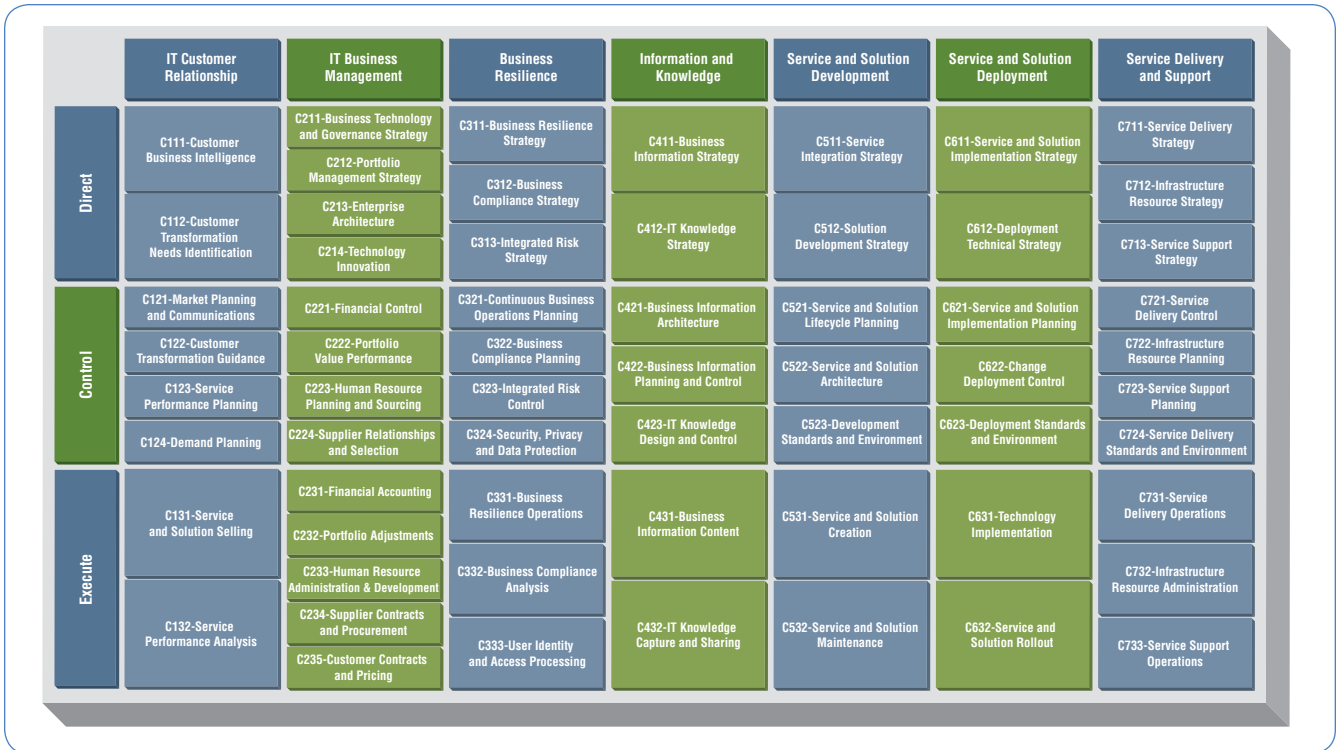 IT Customer
Relationship
IT Business
Management
Business
Resilience
Information and
Knowledge
Service and Solution
Development
Service and Solution
Deployment
Service Delivery
and Support
Direct
C111-Customer
Business Intelligence
C112-Customer
Transformation
Needs Identification
C211-Business Technology
and Governance Strategy
C212-Portfolio
Management Strategy
C213-Enterprise
Architecture
C214-Technology
Innovation
C311-Business Resilience
Strategy
C312-Business
Compliance Strategy
C313-Integrated Risk
Strategy
C411-Business
Information Strategy
C412-IT Knowledge
Strategy
C511-Service
Integration Strategy
C512-Solution
Development Strategy
C611-Service and Solution
Implementation Strategy
C612-Deployment
Technical Strategy
C711-Service Delivery
Strategy
C712-Infrastructure
Resource Strategy
C713-Service Support
Strategy
Control
C121-Market Planning
and Communications
C122-Customer
Transformation Guidance
C123-Service
Performance Planning
C124-Demand Planning
C221-Financial Control
C222-Portfolio
Value Performance
C223-Human Resource
Planning and Sourcing
C224-Supplier Relationships
and Selection
C321-Continuous Business
Operations Planning
C322-Business
Compliance Planning
C323-Integrated Risk
Control
C324-Security, Privacy
and Data Protection
C421-Business Information
Architecture
C422-Business Information
Planning and Control
C423-IT Knowledge
Design and Control
C521-Service and Solution
Lifecycle Planning
C522-Service and Solution
Architecture
C523-Development
Standards and Environment
C621-Service and Solution
Implementation Planning
C622-Change
Deployment Control
C623-Deployment Standards
and Environment
C721-Service
Delivery Control
C722-Infrastructure
Resource Planning
C723-Service Support
Planning
C724-Service Delivery
Standards and Environment
Execute
C131-Service
and Solution Selling
C132-Service
Performance Analysis
C231-Financial Accounting
C232-Portfolio Adjustments
C233-Human Resource
Administration & Development
C234-Supplier Contracts
and Procurement
C235-Customer Contracts
and Pricing
C331-Business
Resilience Operations
C332-Business Compliance
Analysis
C333-User Identity
and Access Processing
C431-Business
Information Content
C432-IT Knowledge
Capture and Sharing
C531-Service and Solution
Creation
C532-Service and Solution
Maintenance
C631-Technology
Implementation
C632-Service and
Solution Rollout
C731-Service
Delivery Operations
C732-Infrastructure
Resource Administration
C733-Service Support
Operations